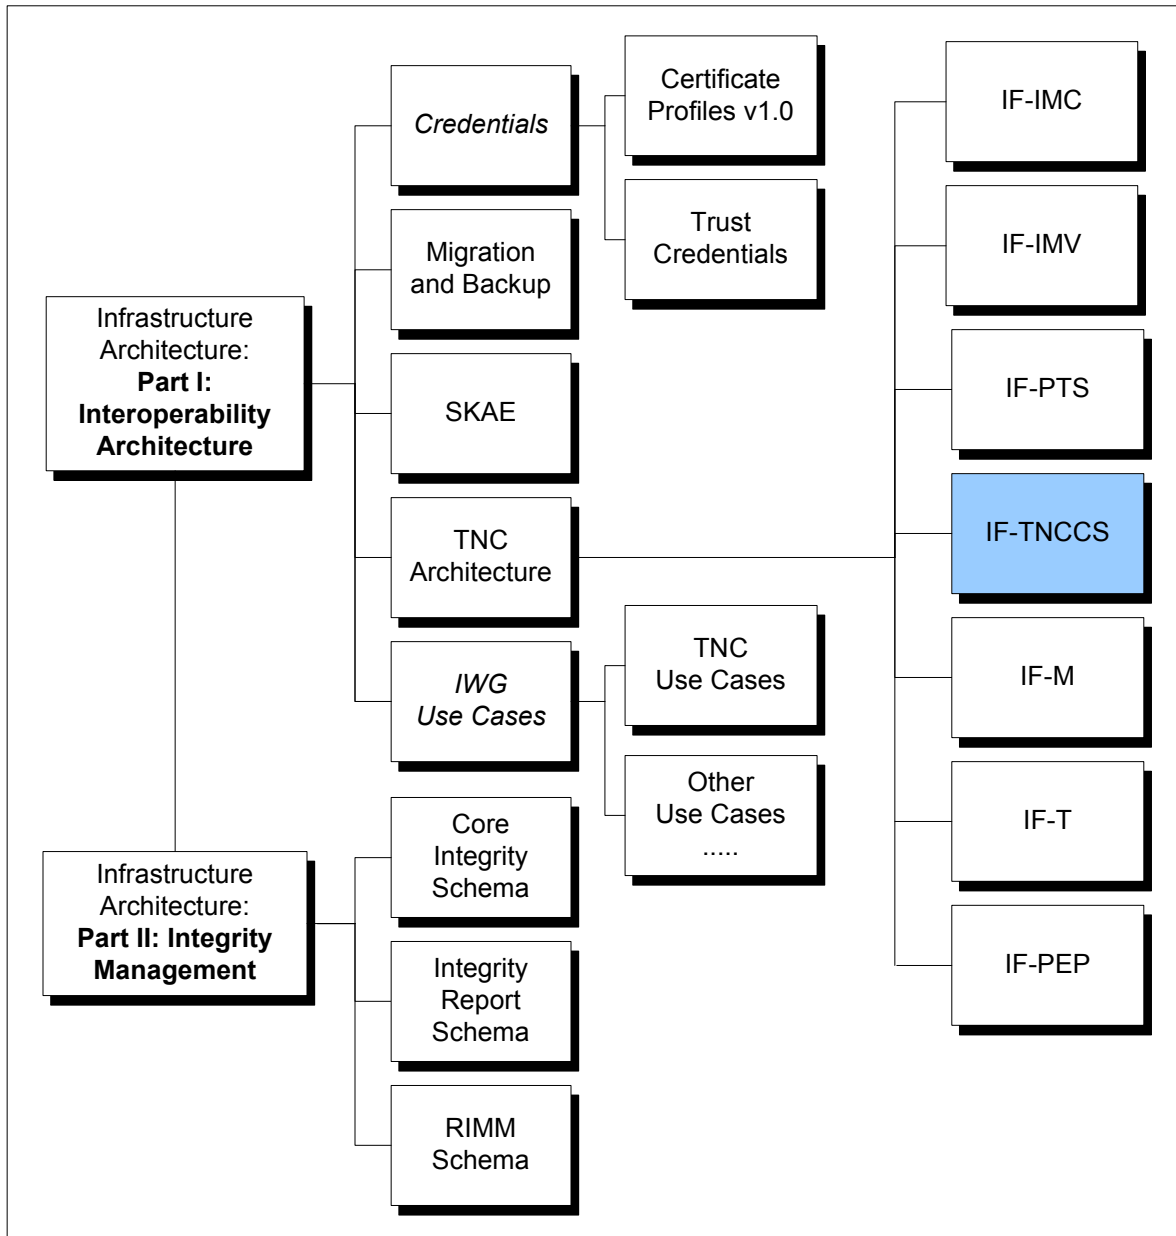 Infrastructure
Architecture:
Part I:
Interoperability
Architecture
Credentials
Certificate
Profiles v1.0
Trust
Credentials
Migration
and Backup
SKAE
TNC
Architecture
IF-IMC
IF-IMV
IF-PTS
IF-TNCCS
IF-M
IF-T
IF-PEP
IWG
Use Cases
TNC
Use Cases
Other
Use Cases
.....
Infrastructure
Architecture:
Part II: Integrity
Management
Core
Integrity
Schema
Integrity
Report
Schema
RIMM
Schema